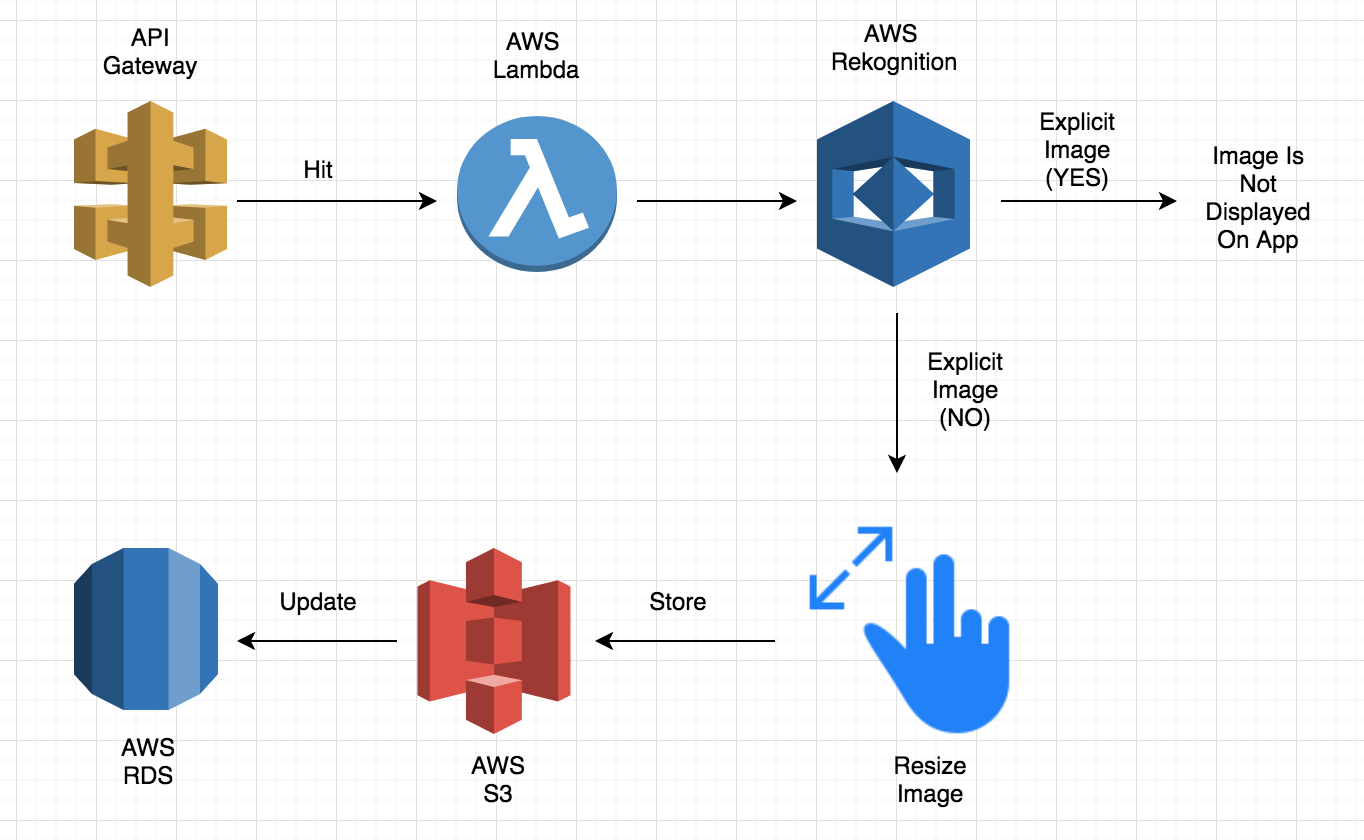 API
Gateway
Hit
AWS
Lambda
AWS
Rekognition
Explicit
Image
(YES)
Image Is
Not
Displayed
On App
Explicit
Image
(NO)
Resize
Image
Store
AWS
S3
Update
AWS
RDS